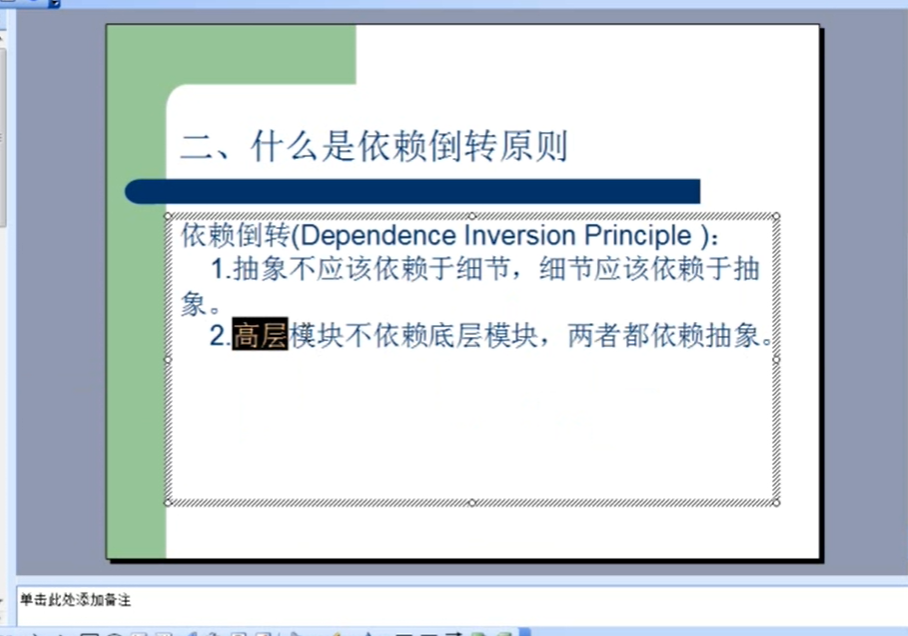 二、什么是依赖倒转原则
依赖倒转(Dependence Inversion Principle ):
1.抽象不应该依赖于细节，细节应该依赖于抽
象。
2.高层模块不依赖底层模块，两者都依赖抽象。
单击此处添加备注